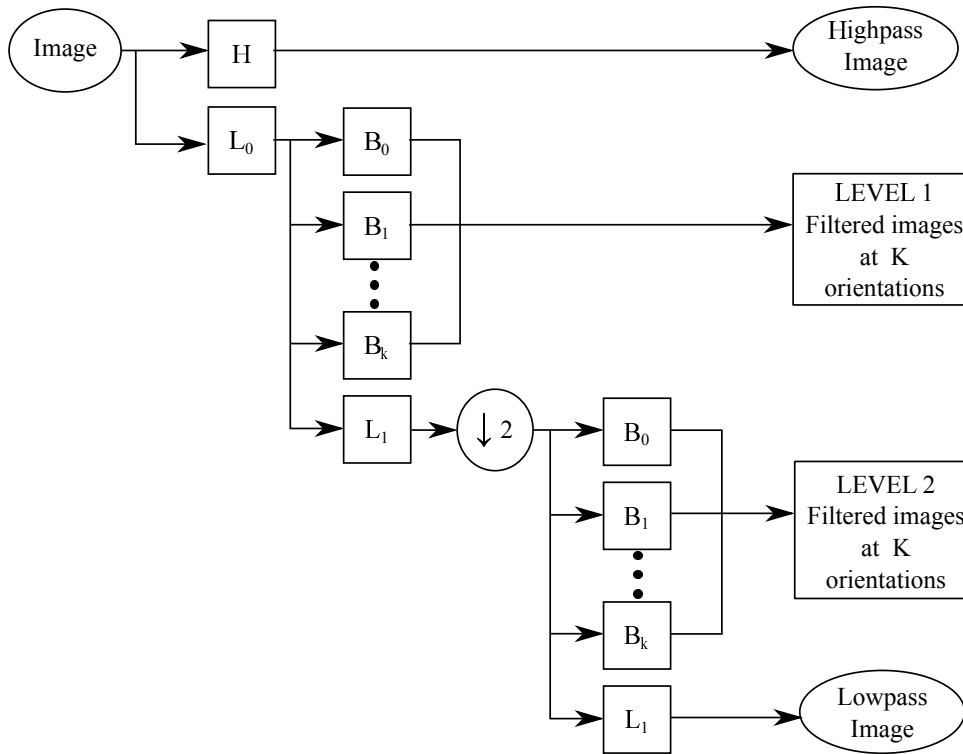 Image
H
Highpass
Image
L₀
B₀
B₁
Bₖ
LEVEL 1
Filtered images
at K
orientations
L₁
↓ 2
B₀
B₁
Bₖ
LEVEL 2
Filtered images
at K
orientations
L₁
Lowpass
Image